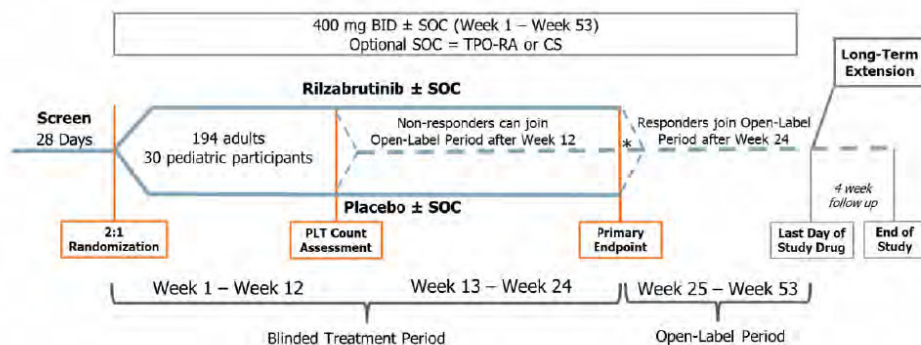 400 mg BID ± SOC (Week 1 – Week 53)
Optional SOC = TPO-RA or CS
Long-Term
Extension
Screen
28 Days
Rilzabrutinib ± SOC
194 adults
30 pediatric participants
Non-responders can join
Open-Label Period after Week 12
*
Responders join Open-Label
Period after Week 24
Placebo ± SOC
4 week
follow up
2:1
Randomization
PLT Count
Assessment
Primary
Endpoint
Last Day of
Study Drug
End of
Study
Week 1 – Week 12
Week 13 – Week 24
Week 25 – Week 53
Blinded Treatment Period
Open-Label Period